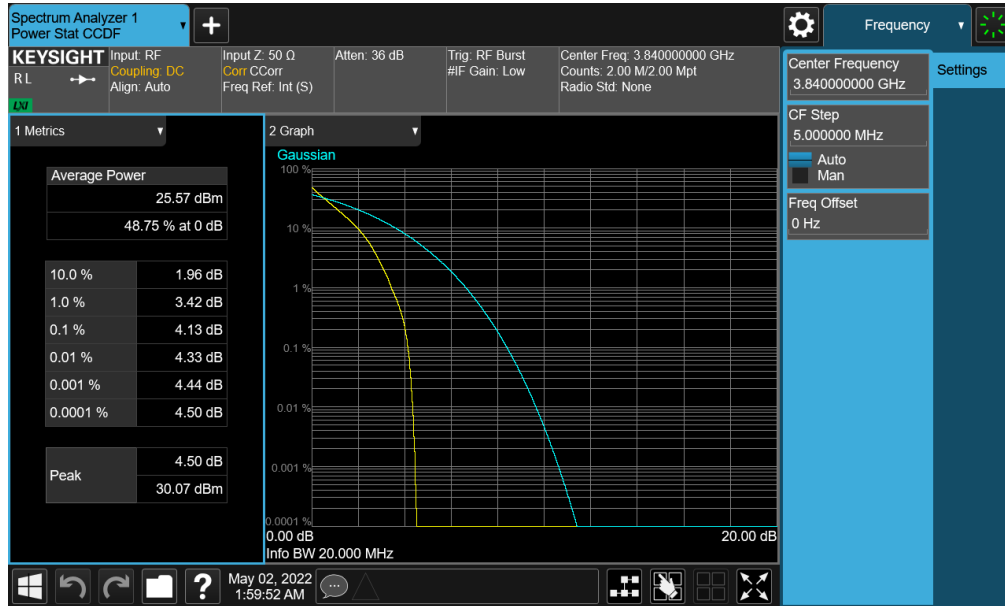 Spectrum Analyzer 1
Power Stat CCDF
+
Frequency
KEYSIGHT
R L
LXI
Input: RF
Coupling: DC
Align: Auto
Input Z: 50 Ω
Corr CCorr
Freq Ref: Int (S)
Atten: 36 dB
Trig: RF Burst
#IF Gain: Low
Center Freq: 3.840000000 GHz
Counts: 2.00 M/2.00 Mpt
Radio Std: None
Center Frequency
3.840000000 GHz
Settings
CF Step
5.000000 MHz
Auto
Man
Freq Offset
0 Hz
1 Metrics
Average Power
25.57 dBm
48.75 % at 0 dB
10.0 % 1.96 dB
1.0 % 3.42 dB
0.1 % 4.13 dB
0.01 % 4.33 dB
0.001 % 4.44 dB
0.0001 % 4.50 dB
Peak
4.50 dB
30.07 dBm
2 Graph
Gaussian
100 %
10 %
1 %
0.1 %
0.01 %
0.001 %
0.0001 %
0.00 dB 20.00 dB
Info BW 20.000 MHz
?
May 02, 2022
1:59:52 AM